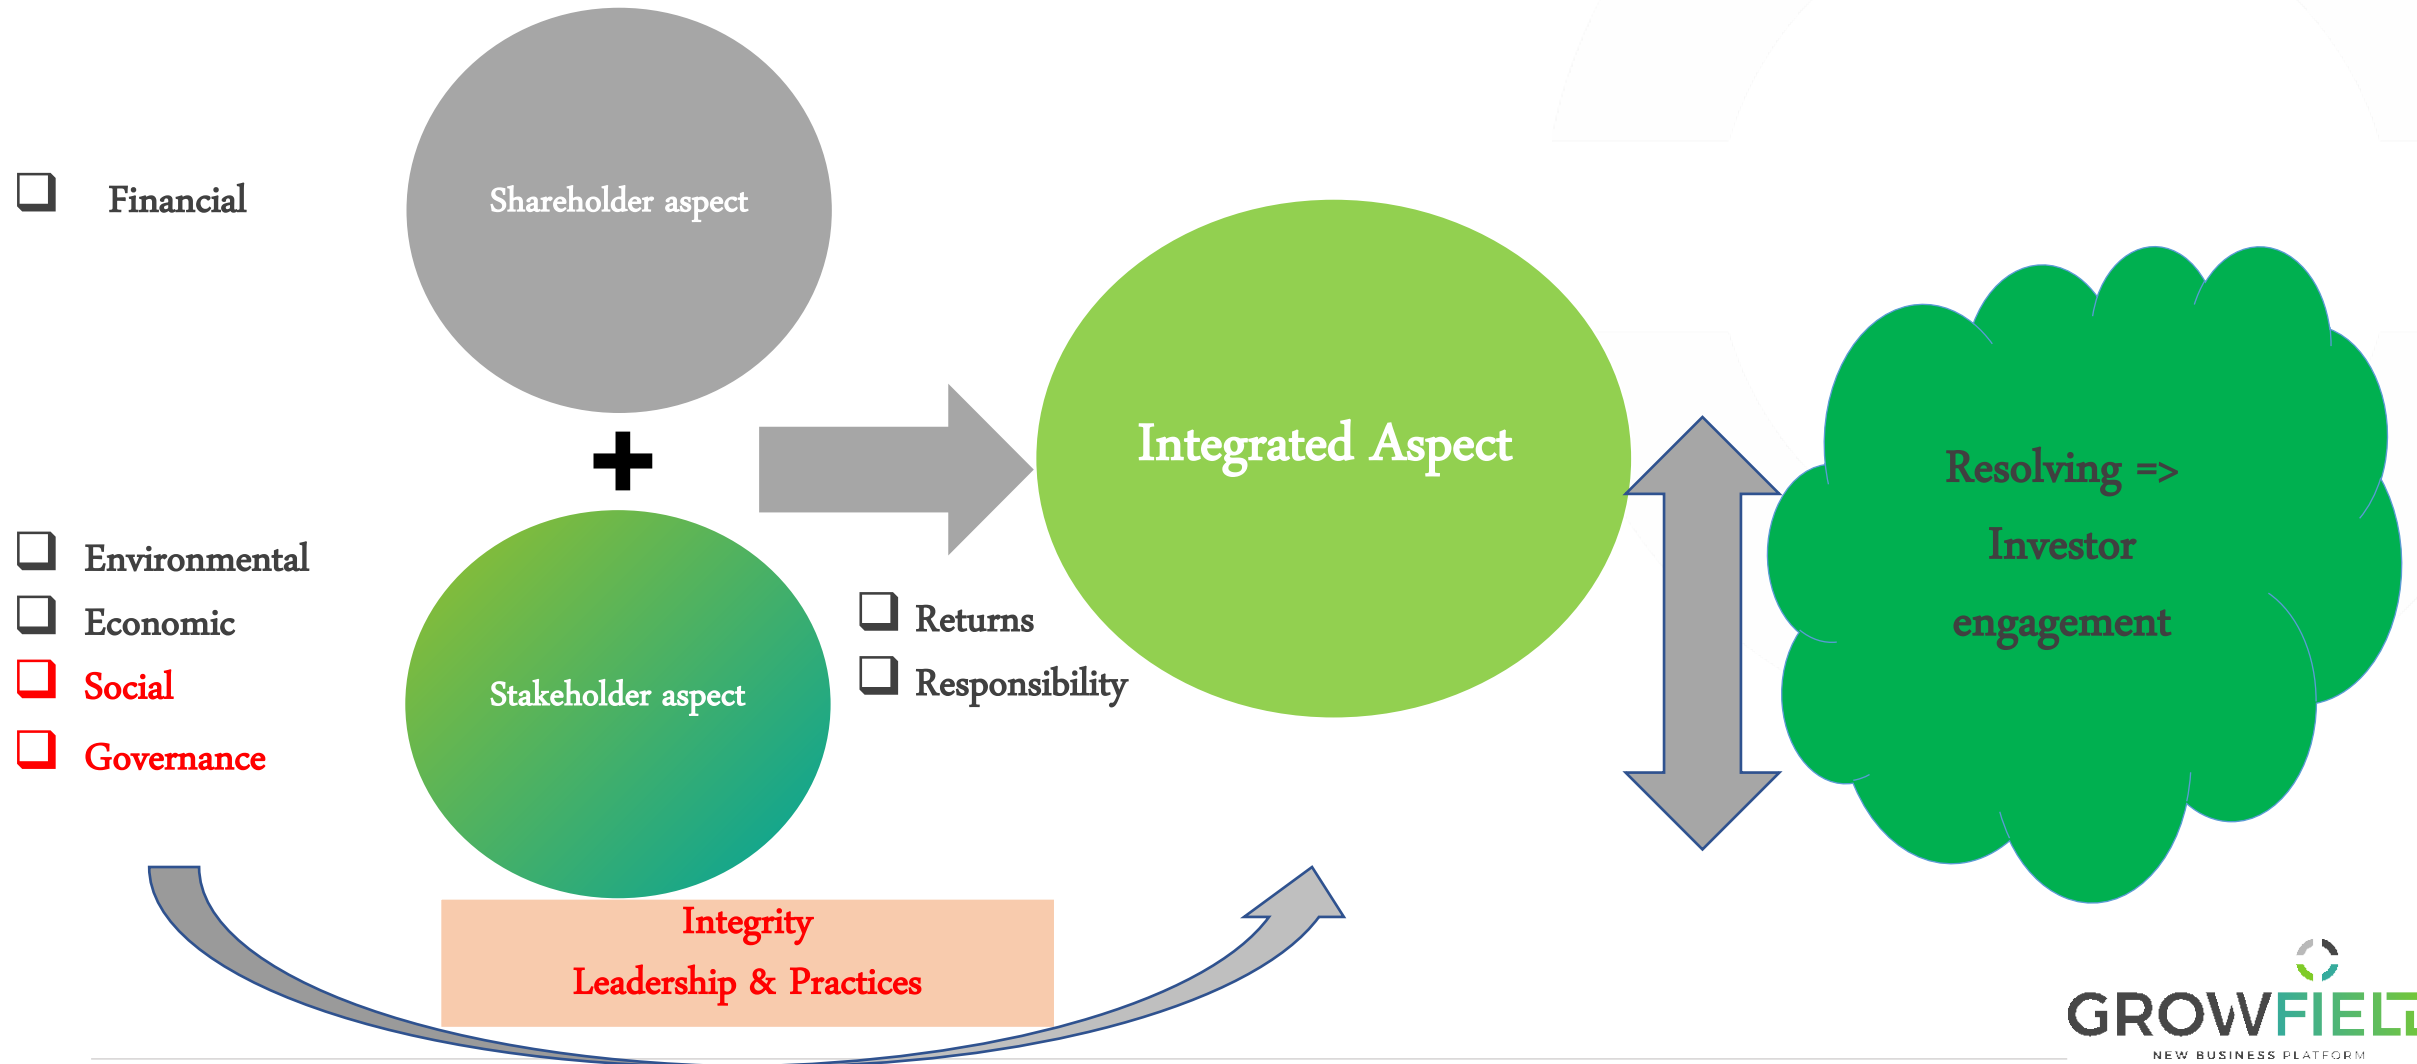 Financial
Shareholder aspect
Environmental
Economic
Social
Governance
Stakeholder aspect
Returns
Responsibility
Integrated Aspect
Integrity
Leadership & Practices
Resolving =>
Investor
engagement
GROWFIELD
NEW BUSINESS PLATFORM